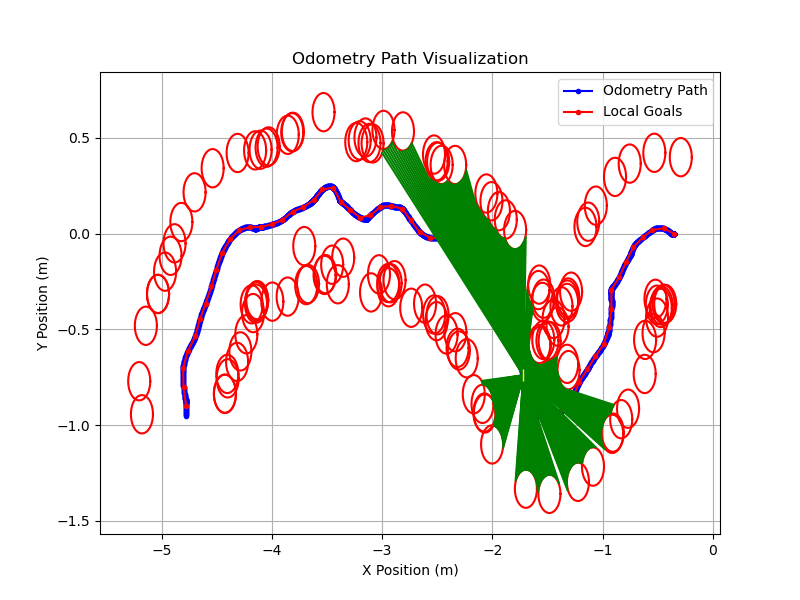 Odometry Path Visualization
Odometry Path
Local Goals
Y Position (m)
0.5
0.0
−0.5
−1.0
−1.5
−5 −4 −3 −2 −1 0
X Position (m)